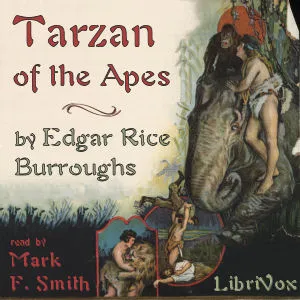 Tarzan
of the Apes
by Edgar Rice
Burroughs
read by
Mark
F. Smith
LibriVox